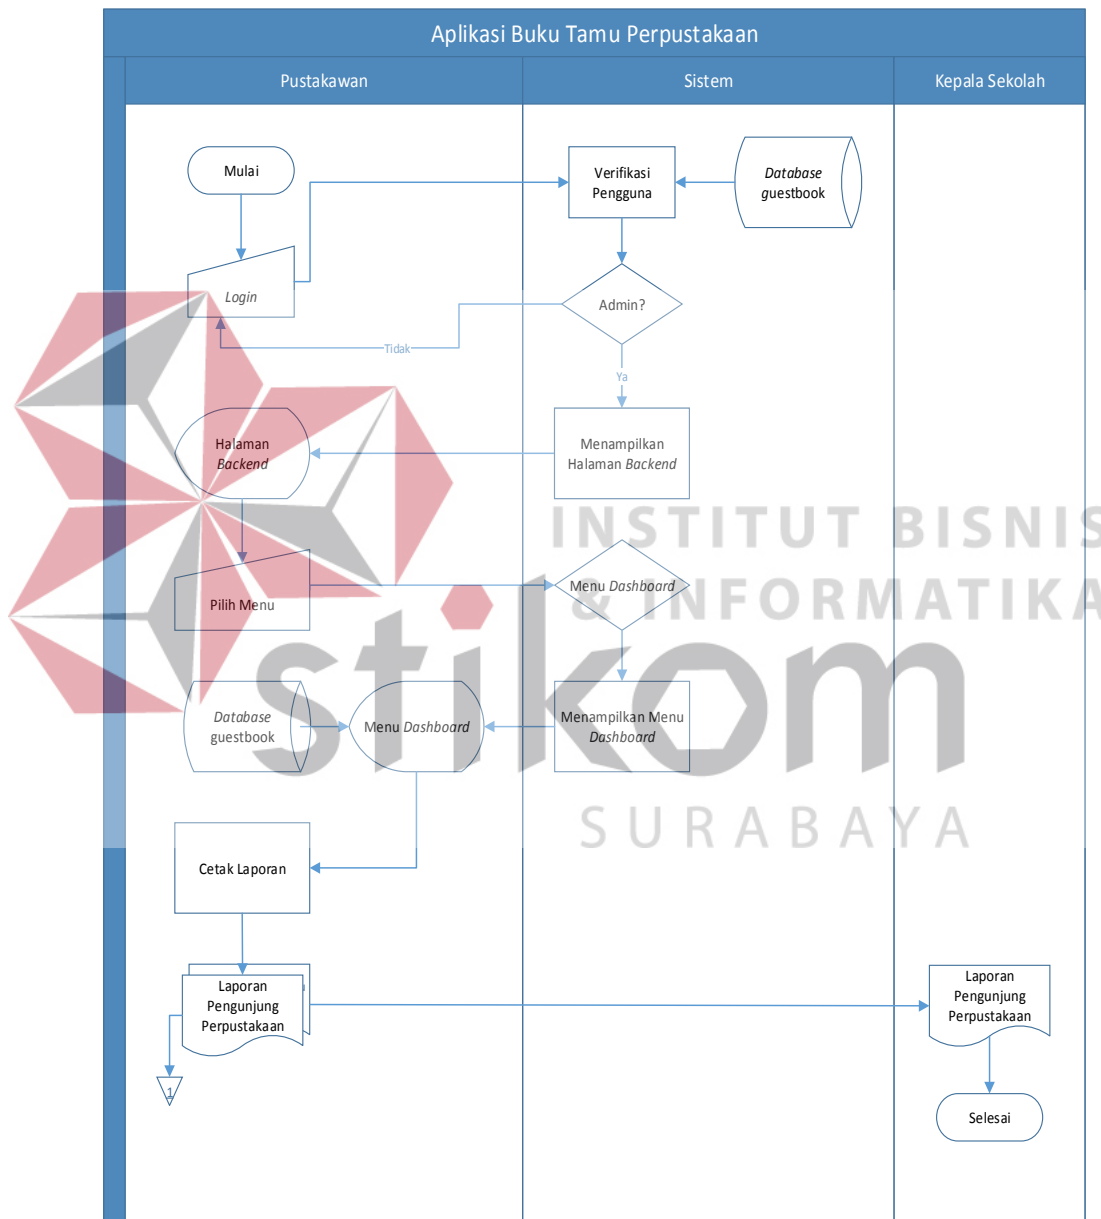 Aplikasi Buku Tamu Perpustakaan
Pustakawan
Sistem
Kepala Sekolah
Mulai
Verifikasi
Pengguna
Database
guestbook
Login
Admin?
Tidak
Ya
Halaman
Backend
Menampilkan
Halaman Backend
INSTITUT BISNIS
& INFORMATIKA
Pilih Menu
Menu Dashboard
stikom
Database
guestbook
Menu Dashboard
Menampilkan Menu
Dashboard
SURABAYA
Cetak Laporan
Laporan
Pengunjung
Perpustakaan
Laporan
Pengunjung
Perpustakaan
1
Selesai